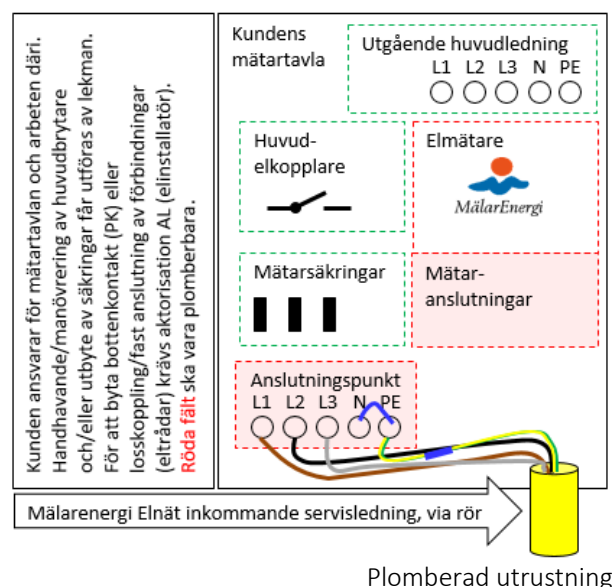 Kunden ansvarar för mätartavlan och arbeten däri.
Handhavande/manövrering av huvudbrytare
och/eller utbyte av säkringar får utföras av lekman.
För att byta bottenkontakt (PK) eller
losskoppling/fast anslutning av förbindningar
(eltrådar) krävs aktorisation AL (elinstallatör).
Röda fält ska vara plomberbara.
Kundens
mätartavla
Utgående huvudledning
L1 L2 L3 N PE
Huvud-
elkopplare
Elmätare
MälarEnergi
Mätarsäkringar
Mätar-
anslutningar
Anslutningspunkt
L1 L2 L3 N PE
Mälarenergi Elnät inkommande servisledning, via rör
Plomberad utrustning